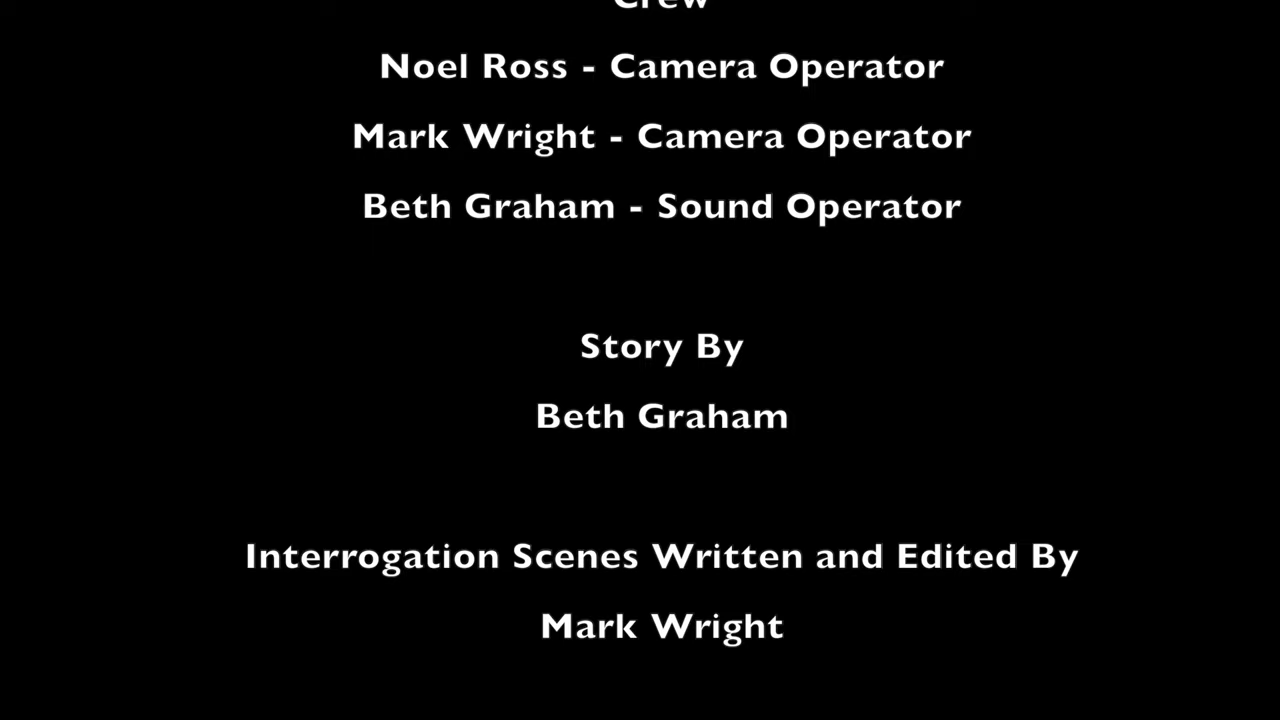 Crew
Noel Ross - Camera Operator
Mark Wright - Camera Operator
Beth Graham - Sound Operator
Story By
Beth Graham
Interrogation Scenes Written and Edited By
Mark Wright